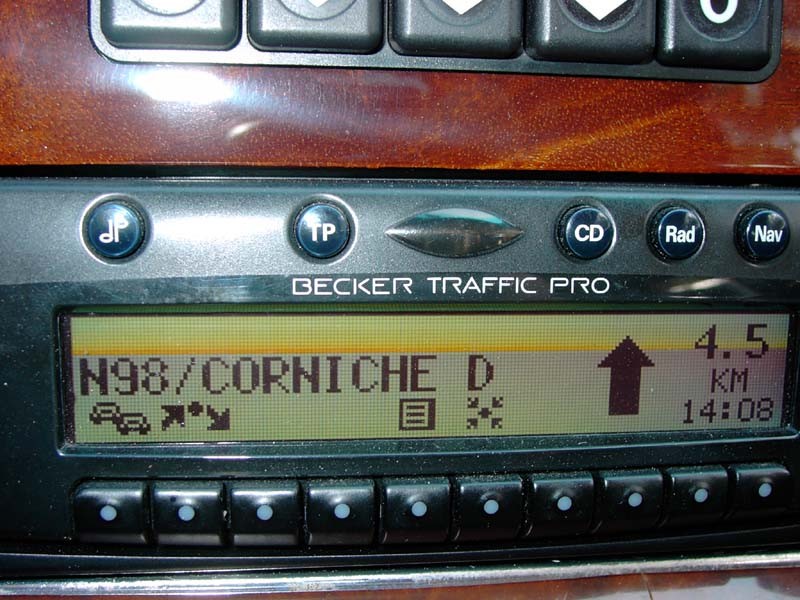 TP
CD
Rad
Nav
BECKER TRAFFIC PRO
4.5
N98/CORNICHE D
KM
14:08